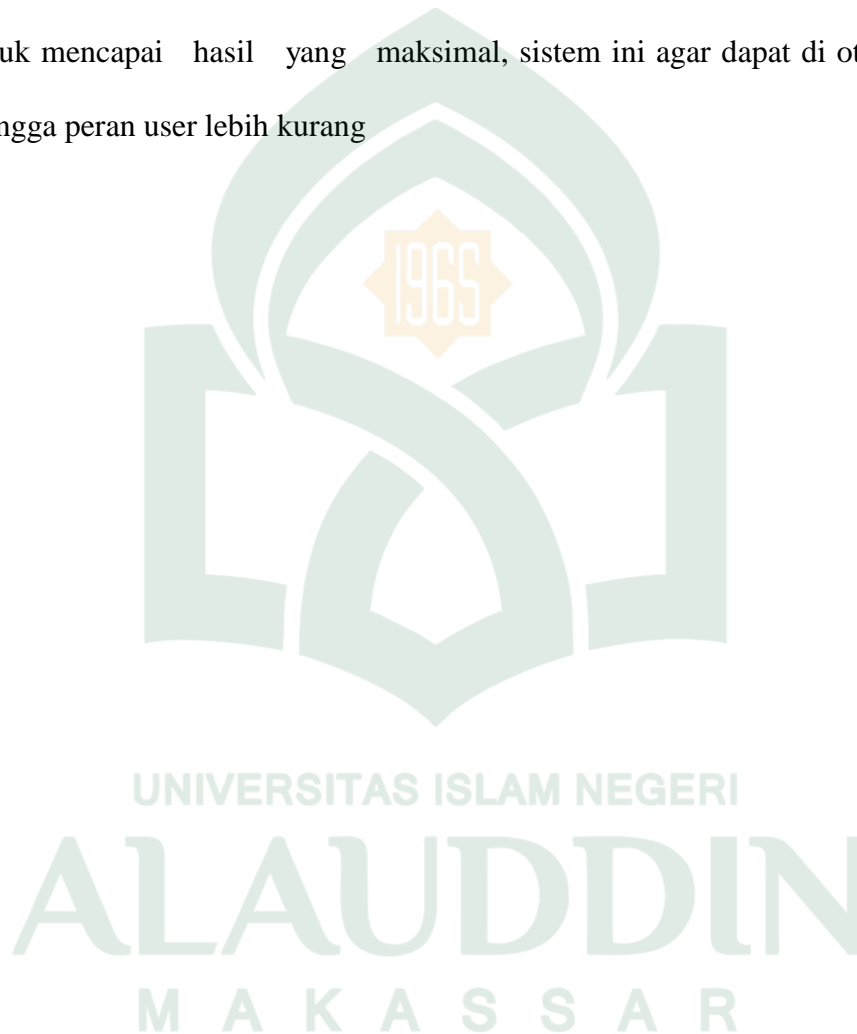 uk mencapai hasil yang maksimal, sistem ini agar dapat di ot
ngga peran user lebih kurang
1965
UNIVERSITAS ISLAM NEGERI
ALAUDDIN
MAKASSAR